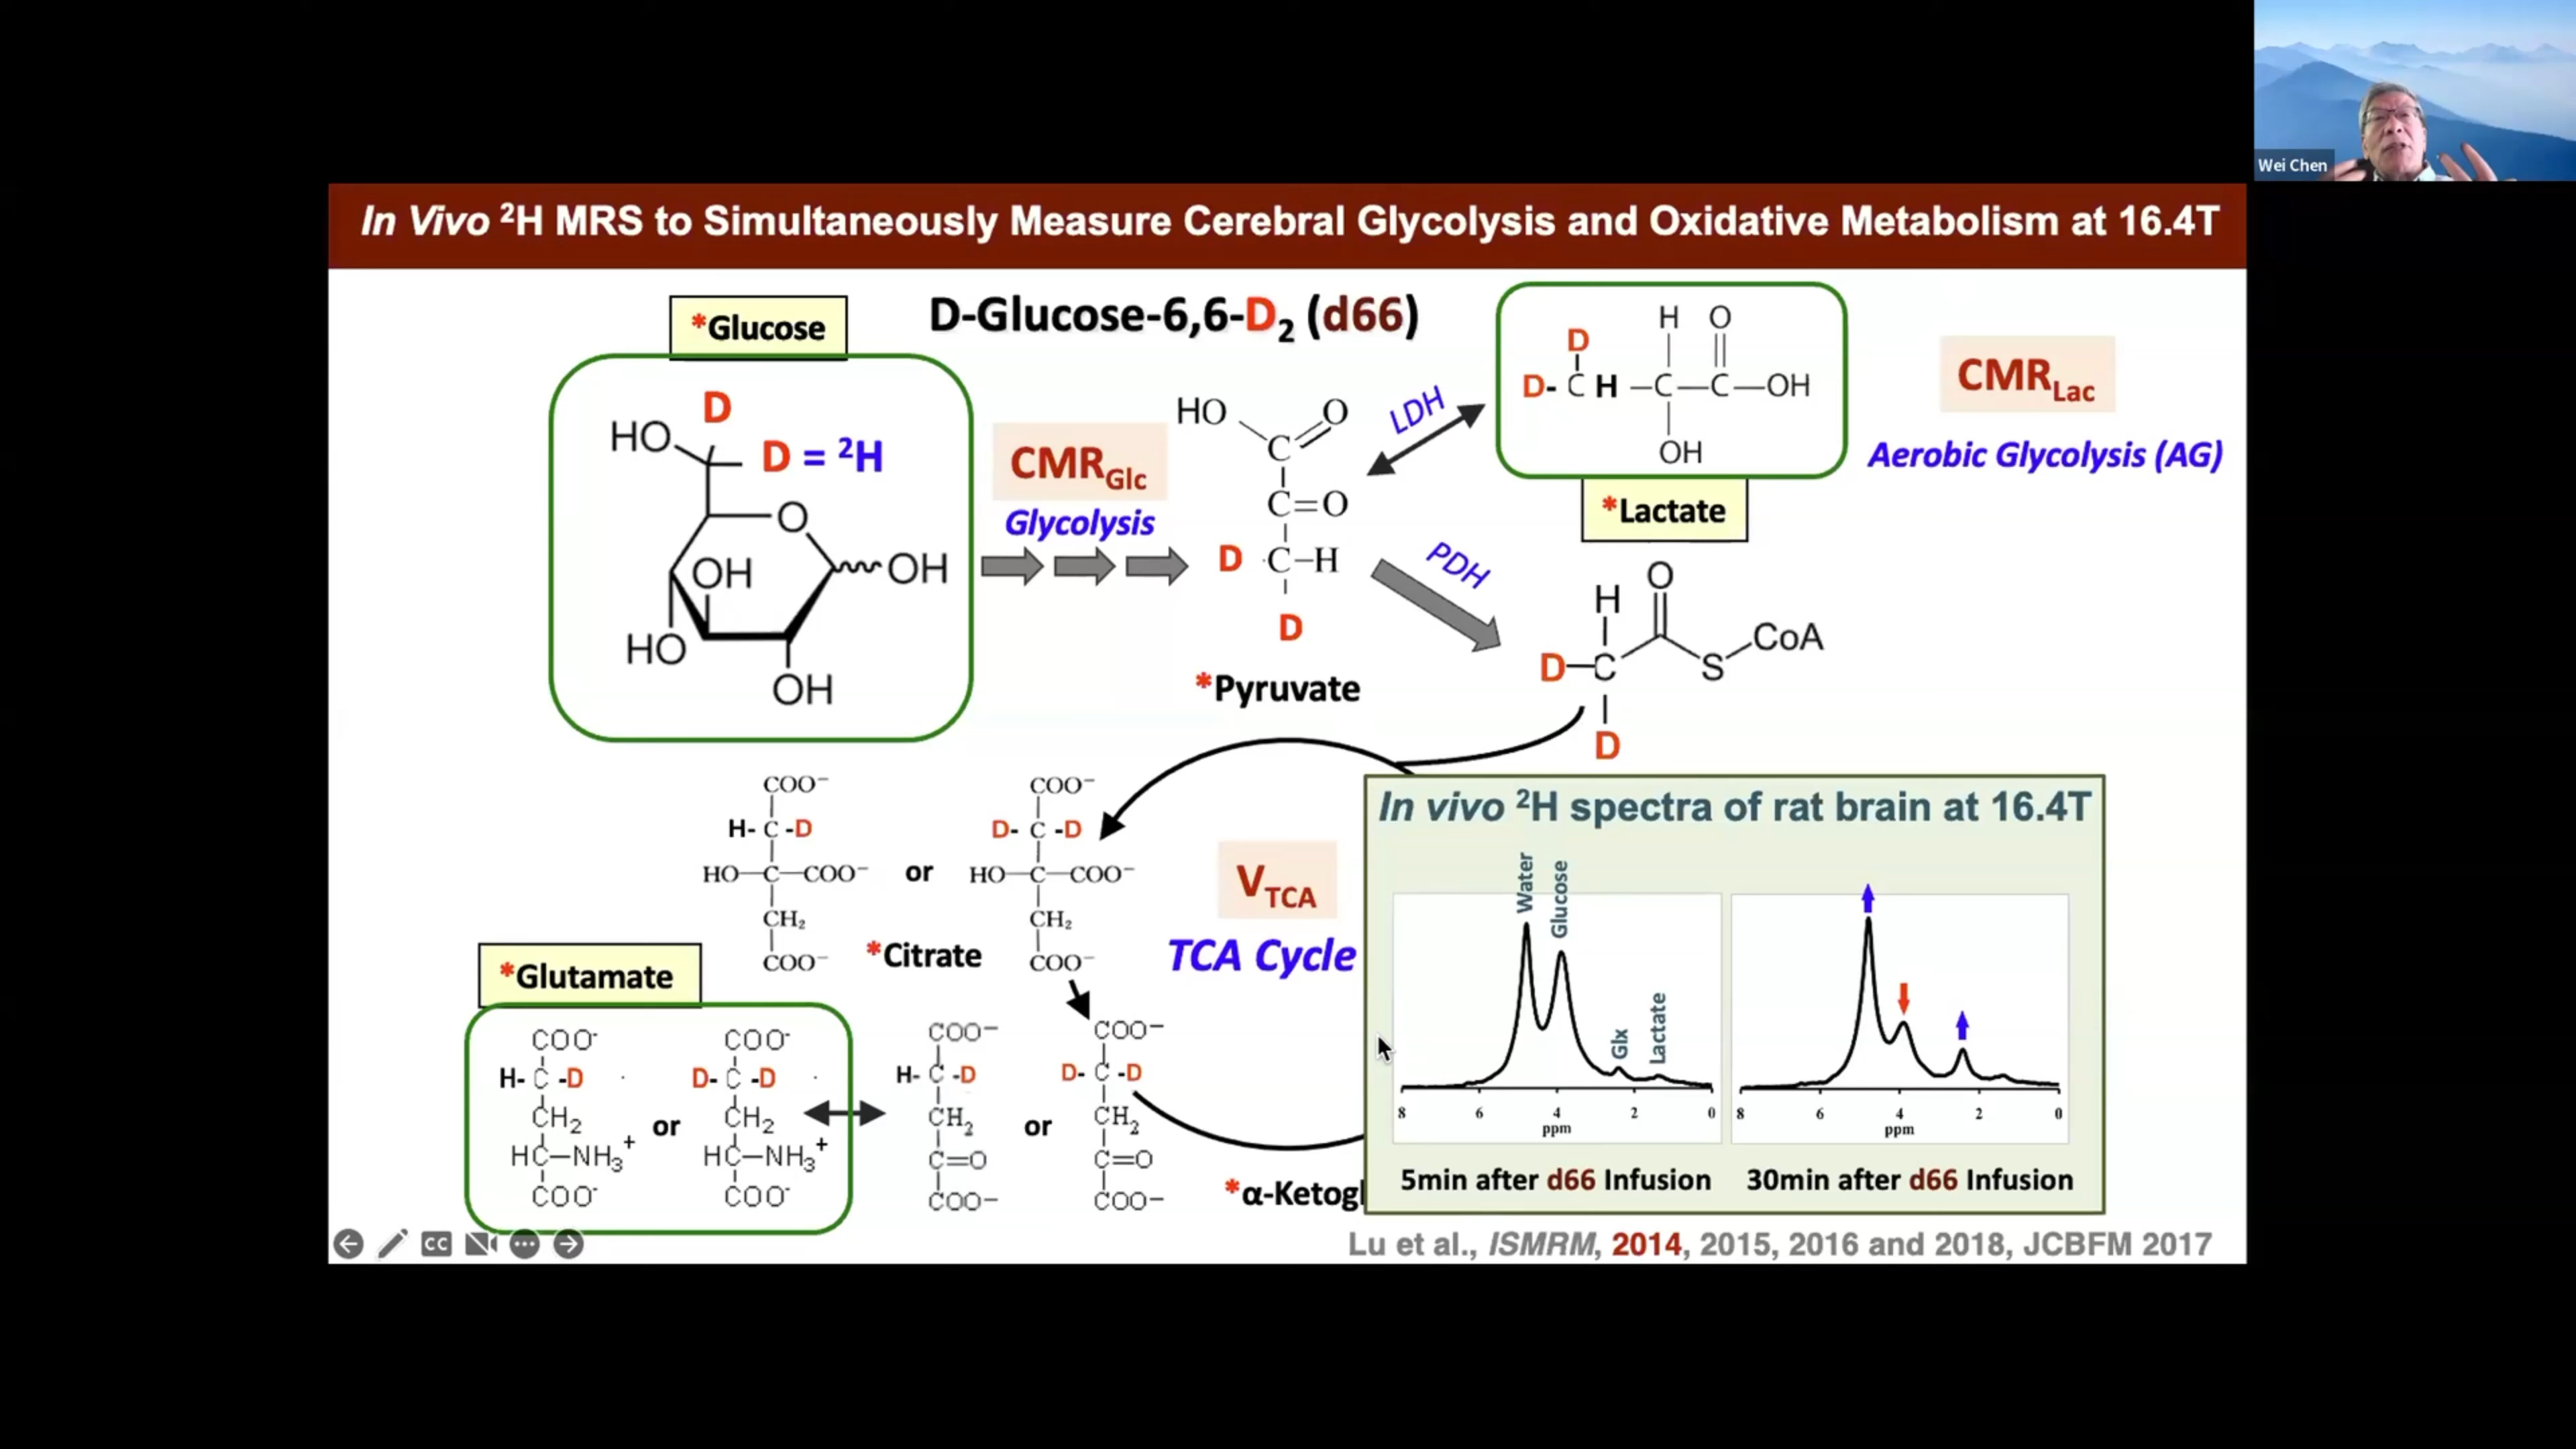 Wei Chen
In Vivo ²H MRS to Simultaneously Measure Cerebral Glycolysis and Oxidative Metabolism at 16.4T
*Glucose
D-Glucose-6,6-D₂ (d66)
D
HO
D = ²H
O
OH
OH
HO
OH
CMR_Glc
Glycolysis
HO
O
C
C=O
D C–H
D
*Pyruvate
LDH
PDH
H O
D
D- C H –C—C—OH
OH
*Lactate
CMR_Lac
Aerobic Glycolysis (AG)
O
H
CoA
D–C
S
D
COO⁻
H- C -D
HO—C—COO⁻
CH₂
COO⁻
or
COO⁻
D- C -D
HO—C—COO⁻
CH₂
COO⁻
*Citrate
V_TCA
TCA Cycle
*Glutamate
COO⁻
H- C -D
CH₂
HC—NH₃⁺
COO⁻
or
COO⁻
D- C -D
CH₂
HC—NH₃⁺
COO⁻
COO⁻
H- C -D
CH₂
C=O
COO⁻
or
COO⁻
D- C -D
CH₂
C=O
COO⁻
*α-Ketogl
In vivo ²H spectra of rat brain at 16.4T
Water
Glucose
Glx
Lactate
8 6 4 2 0
ppm
8 6 4 2 0
ppm
5min after d66 Infusion
30min after d66 Infusion
CC
Lu et al., ISMRM, 2014, 2015, 2016 and 2018, JCBFM 2017